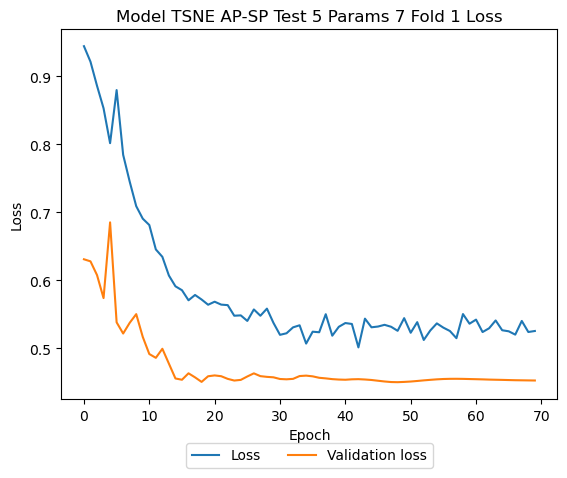 Model TSNE AP-SP Test 5 Params 7 Fold 1 Loss
0.9
0.8
0.7
0.6
0.5
Loss
0 10 20 30 40 50 60 70
Epoch
Loss Validation loss